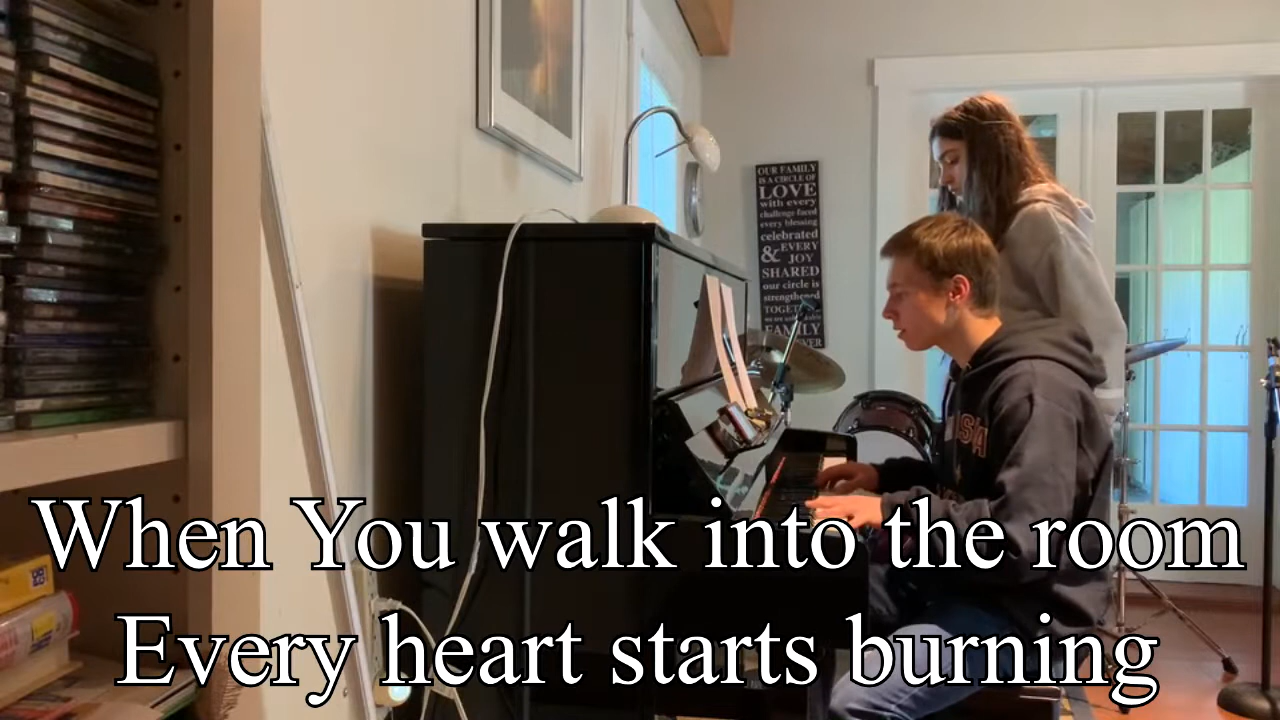 OUR FAMILY
IS A CIRCLE OF
LOVE
with every
challenge faced
every blessing
celebrated
& EVERY
JOY
SHARED
our circle is
strengthened
FAMILY
When You walk into the room
Every heart starts burning